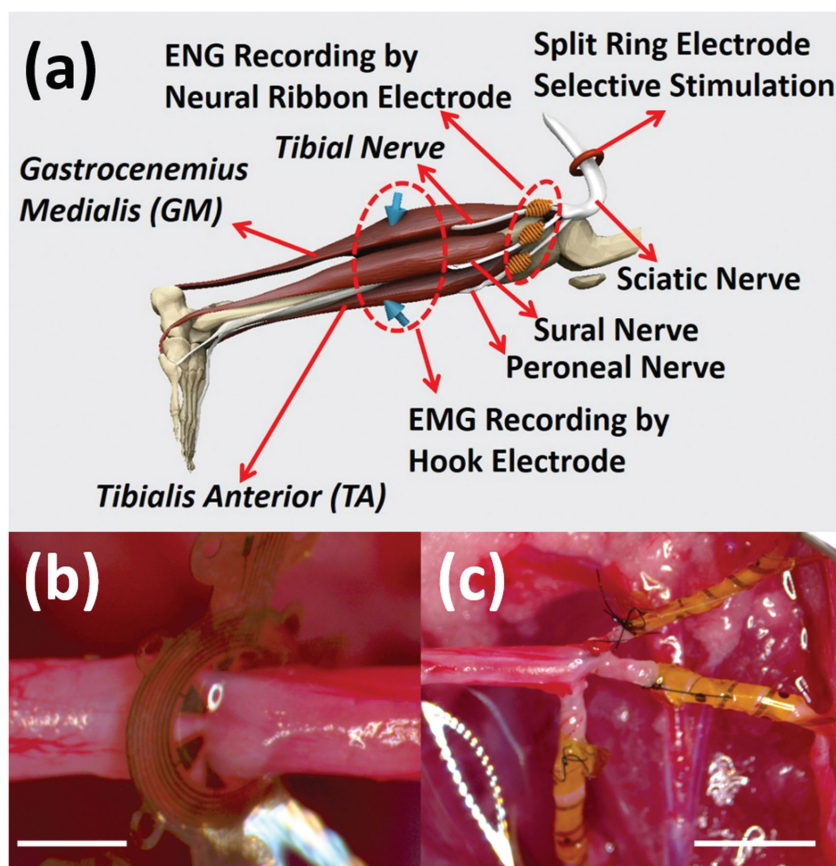 (a)
ENG Recording by
Neural Ribbon Electrode
Split Ring Electrode
Selective Stimulation
Tibial Nerve
Gastrocenemius
Medialis (GM)
Sciatic Nerve
Sural Nerve
Peroneal Nerve
EMG Recording by
Hook Electrode
Tibialis Anterior (TA)
(b)
(c)